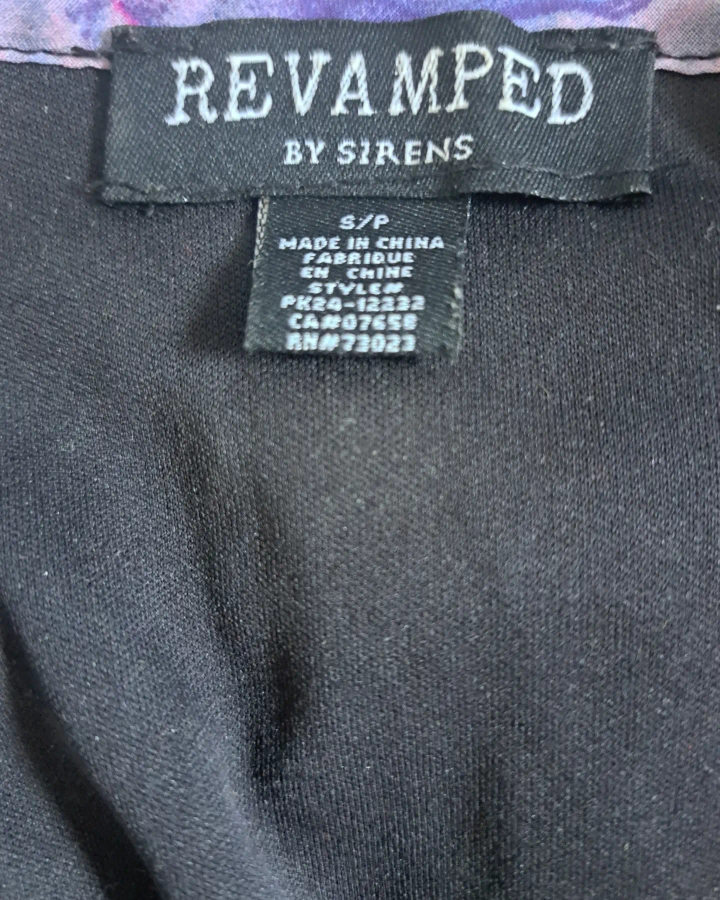 REVAMPED
BY SIRENS
S/P
MADE IN CHINA
FABRIQUE
EN CHINE
STYLE#
PK24-12232
CA#07658
RN#73023